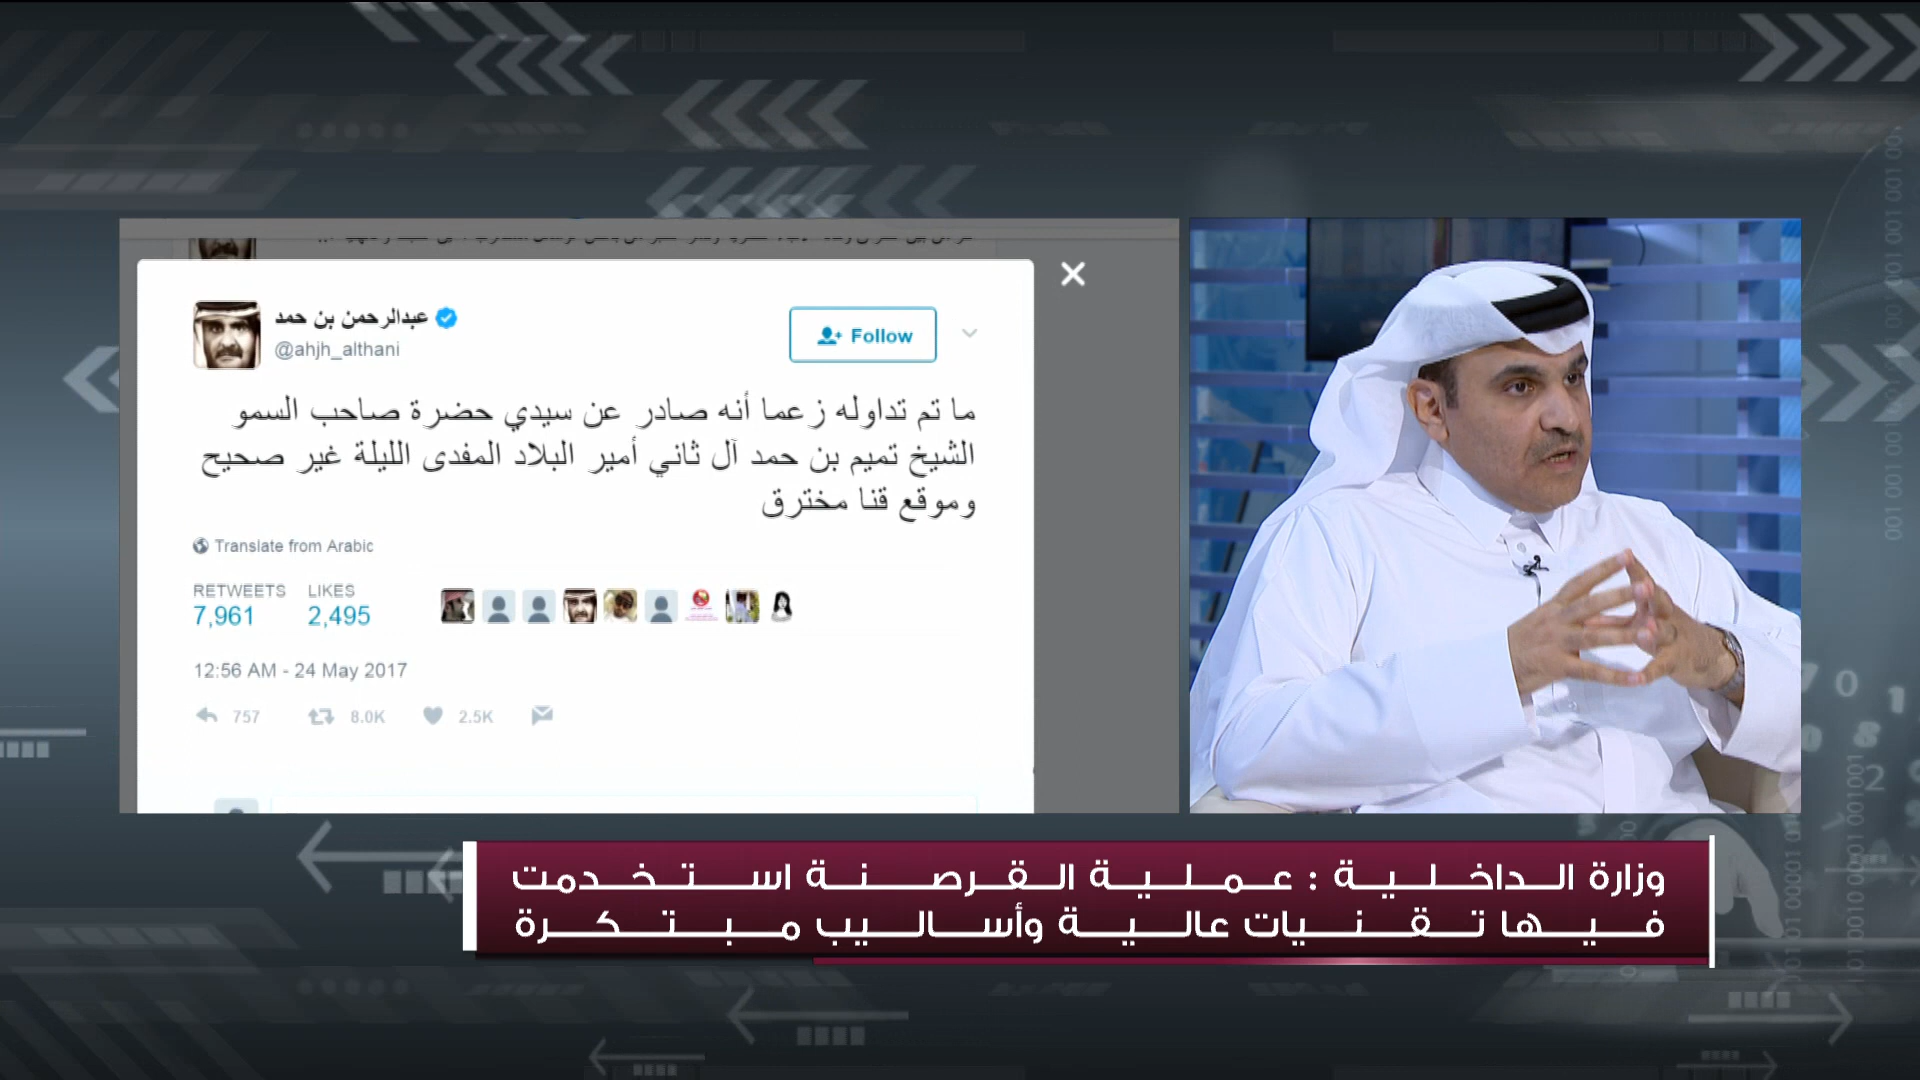 عبدالرحمن بن حمد
@ahjh_althani
Follow
ما تم تداوله زعما أنه صادر عن سيدي حضرة صاحب السمو
الشيخ تميم بن حمد آل ثاني أمير البلاد المفدى الليلة غير صحيح
وموقع قنا مخترق
Translate from Arabic
RETWEETS LIKES
7,961 2,495
12:56 AM - 24 May 2017
757 8.0K 2.5K
وزارة الداخلية : عملية القرصنة استخدمت
فيها تقنيات عالية وأساليب مبتكرة